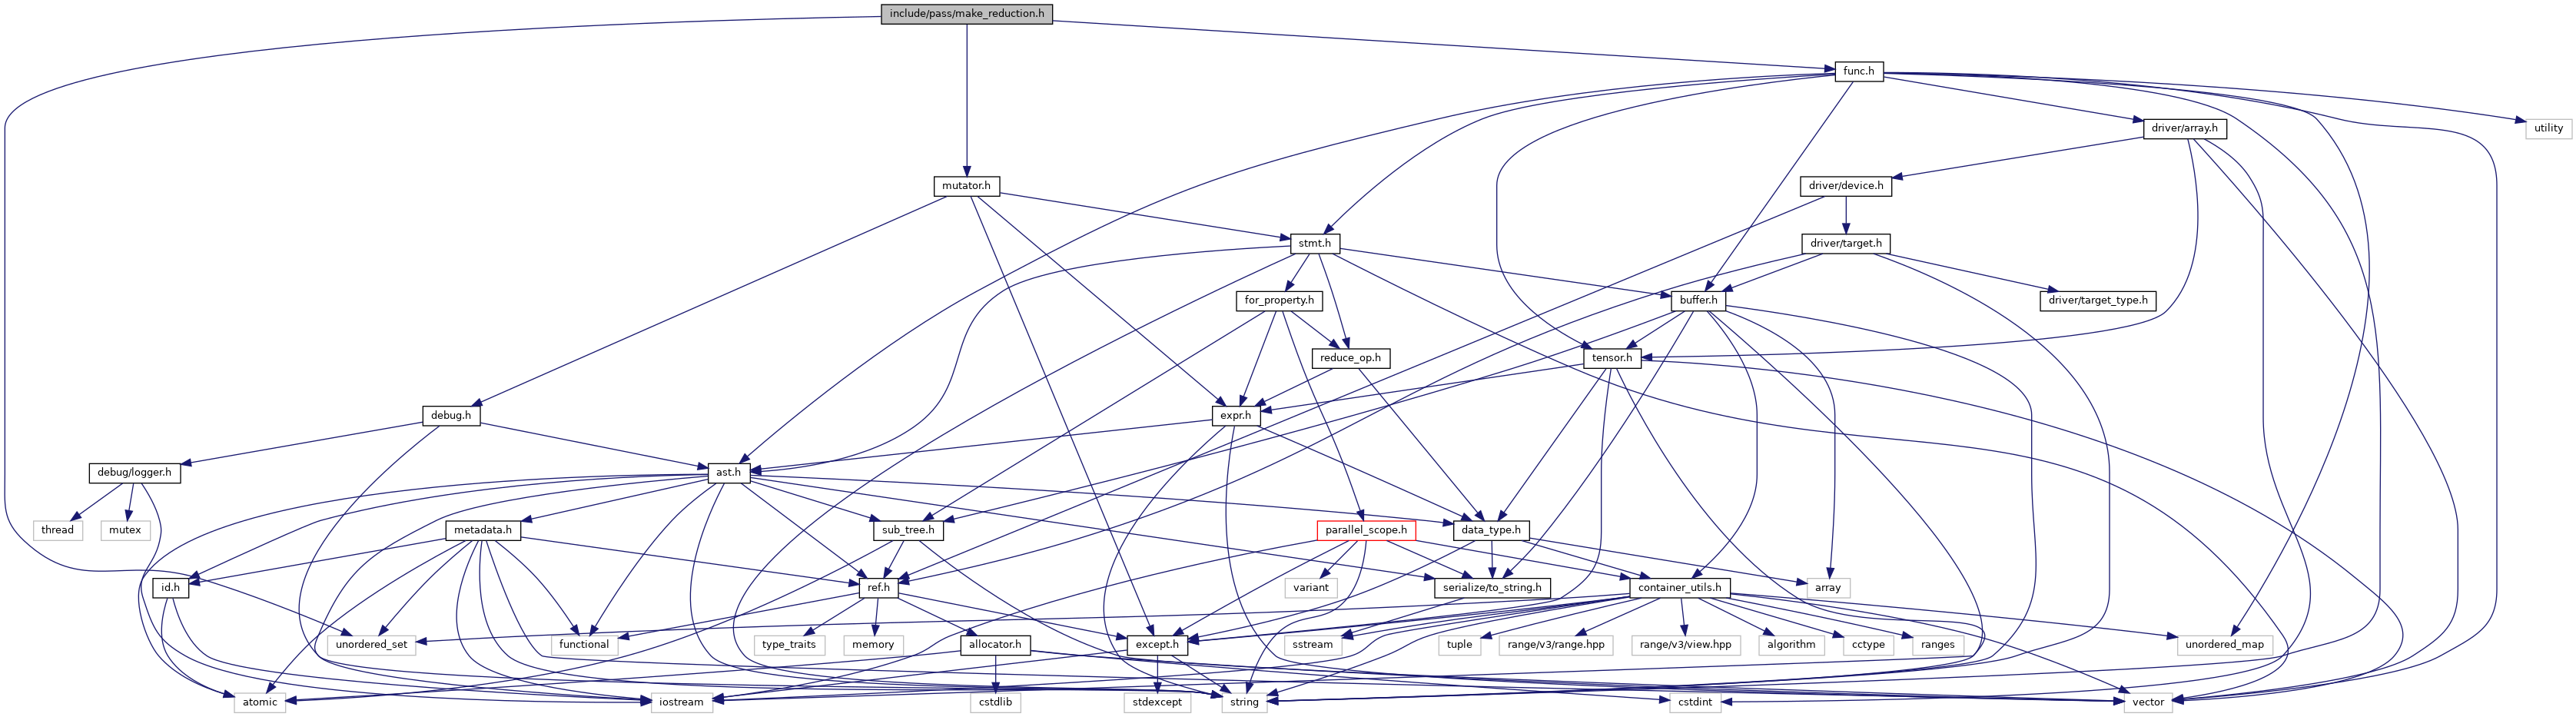 include/pass/make_reduction.h
func.h
driver/array.h
utility
mutator.h
driver/device.h
stmt.h
driver/target.h
for_property.h
buffer.h
driver/target_type.h
reduce_op.h
tensor.h
debug.h
expr.h
debug/logger.h
ast.h
thread
mutex
metadata.h
sub_tree.h
parallel_scope.h
data_type.h
id.h
ref.h
variant
serialize/to_string.h
container_utils.h
array
unordered_set
functional
type_traits
memory
allocator.h
except.h
sstream
tuple
range/v3/range.hpp
range/v3/view.hpp
algorithm
cctype
ranges
unordered_map
atomic
iostream
cstdlib
stdexcept
string
cstdint
vector